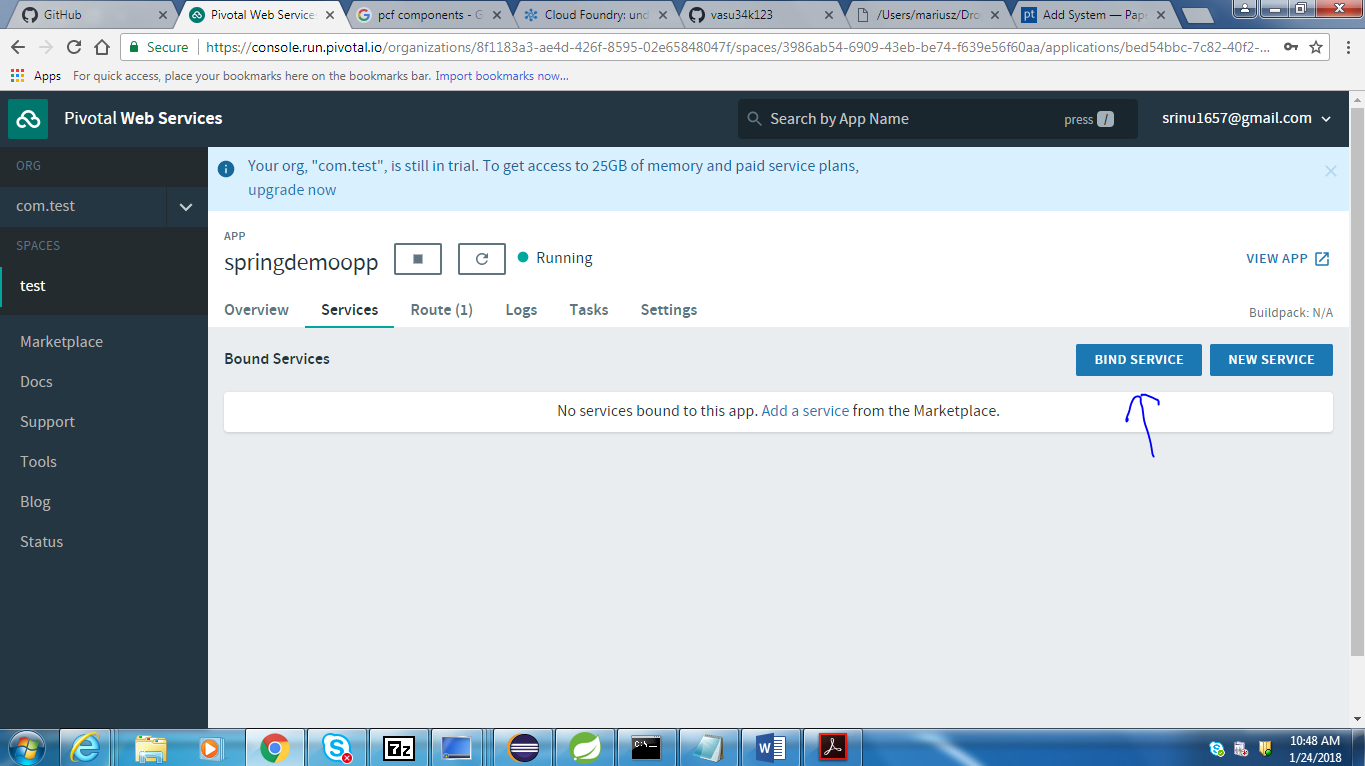 GitHub
Pivotal Web Service
pcf components - G
Cloud Foundry: und
vasu34k123
/Users/mariusz/Dro
Add System — Pape
Secure https://console.run.pivotal.io/organizations/8f1183a3-ae4d-426f-8595-02e65848047f/spaces/3986ab54-6909-43eb-be74-f639e56f60aa/applications/bed54bbc-7c82-40f2-...
Apps For quick access, place your bookmarks here on the bookmarks bar. Import bookmarks now...
Pivotal Web Services
Search by App Name
press /
srinu1657@gmail.com
ORG
com.test
SPACES
test
Marketplace
Docs
Support
Tools
Blog
Status
Your org, "com.test", is still in trial. To get access to 25GB of memory and paid service plans,
upgrade now
APP
springdemoopp
Running
VIEW APP
Overview Services Route (1) Logs Tasks Settings
Buildpack: N/A
Bound Services
BIND SERVICE
NEW SERVICE
No services bound to this app. Add a service from the Marketplace.
7z
C:\
10:48 AM
1/24/2018